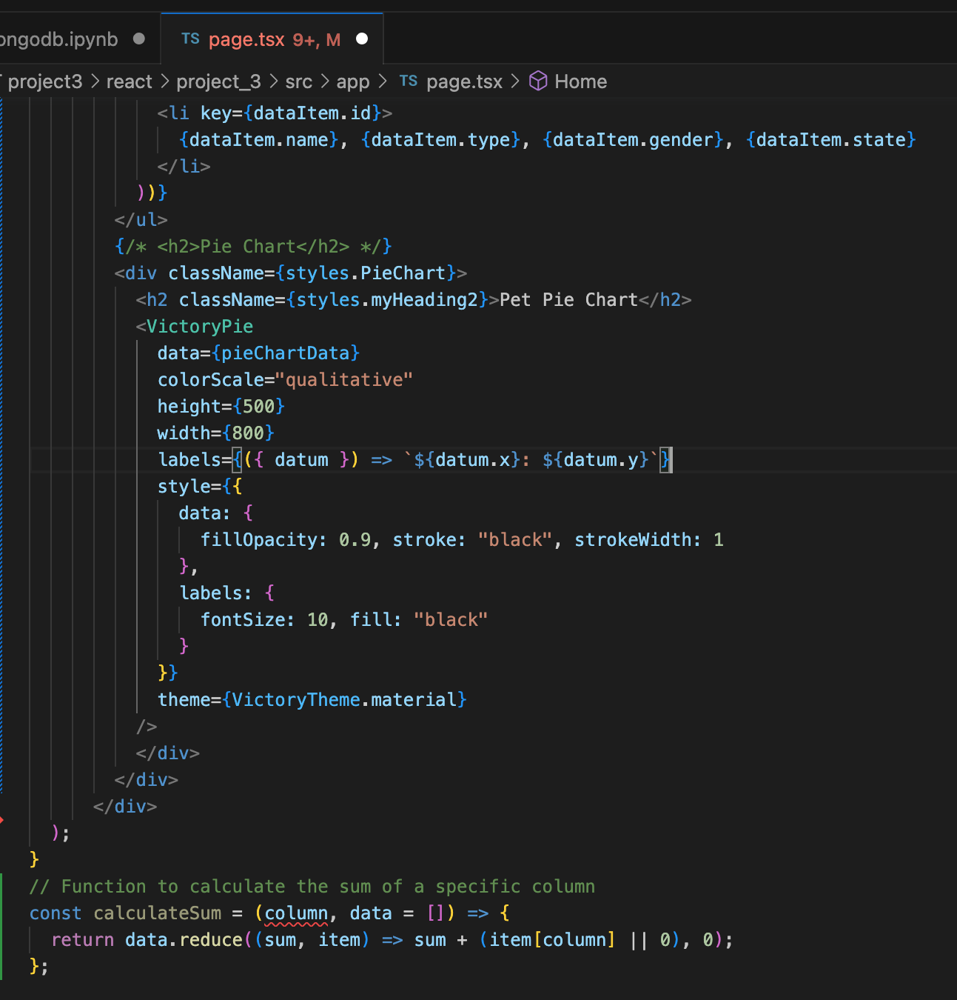 ongodb.ipynb ● TS page.tsx 9+, M ●
project3 > react > project_3 > src > app > TS page.tsx > Home
<li key={dataItem.id}>
{dataItem.name}, {dataItem.type}, {dataItem.gender}, {dataItem.state}
</li>
))}
</ul>
{/* <h2>Pie Chart</h2> */}
<div className={styles.PieChart}>
<h2 className={styles.myHeading2}>Pet Pie Chart</h2>
<VictoryPie
data={pieChartData}
colorScale="qualitative"
height={500}
width={800}
labels={({ datum }) => `${datum.x}: ${datum.y}`}
style={{
data: {
fillOpacity: 0.9, stroke: "black", strokeWidth: 1
},
labels: {
fontSize: 10, fill: "black"
}
}}
theme={VictoryTheme.material}
/>
</div>
</div>
</div>
);
}
// Function to calculate the sum of a specific column
const calculateSum = (column, data = []) => {
return data.reduce((sum, item) => sum + (item[column] || 0), 0);
};